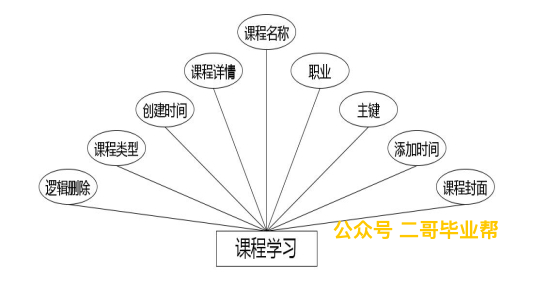 课程名称
课程详情
职业
创建时间
主键
课程类型
添加时间
逻辑删除
课程封面
课程学习
公众号 二哥毕业帮